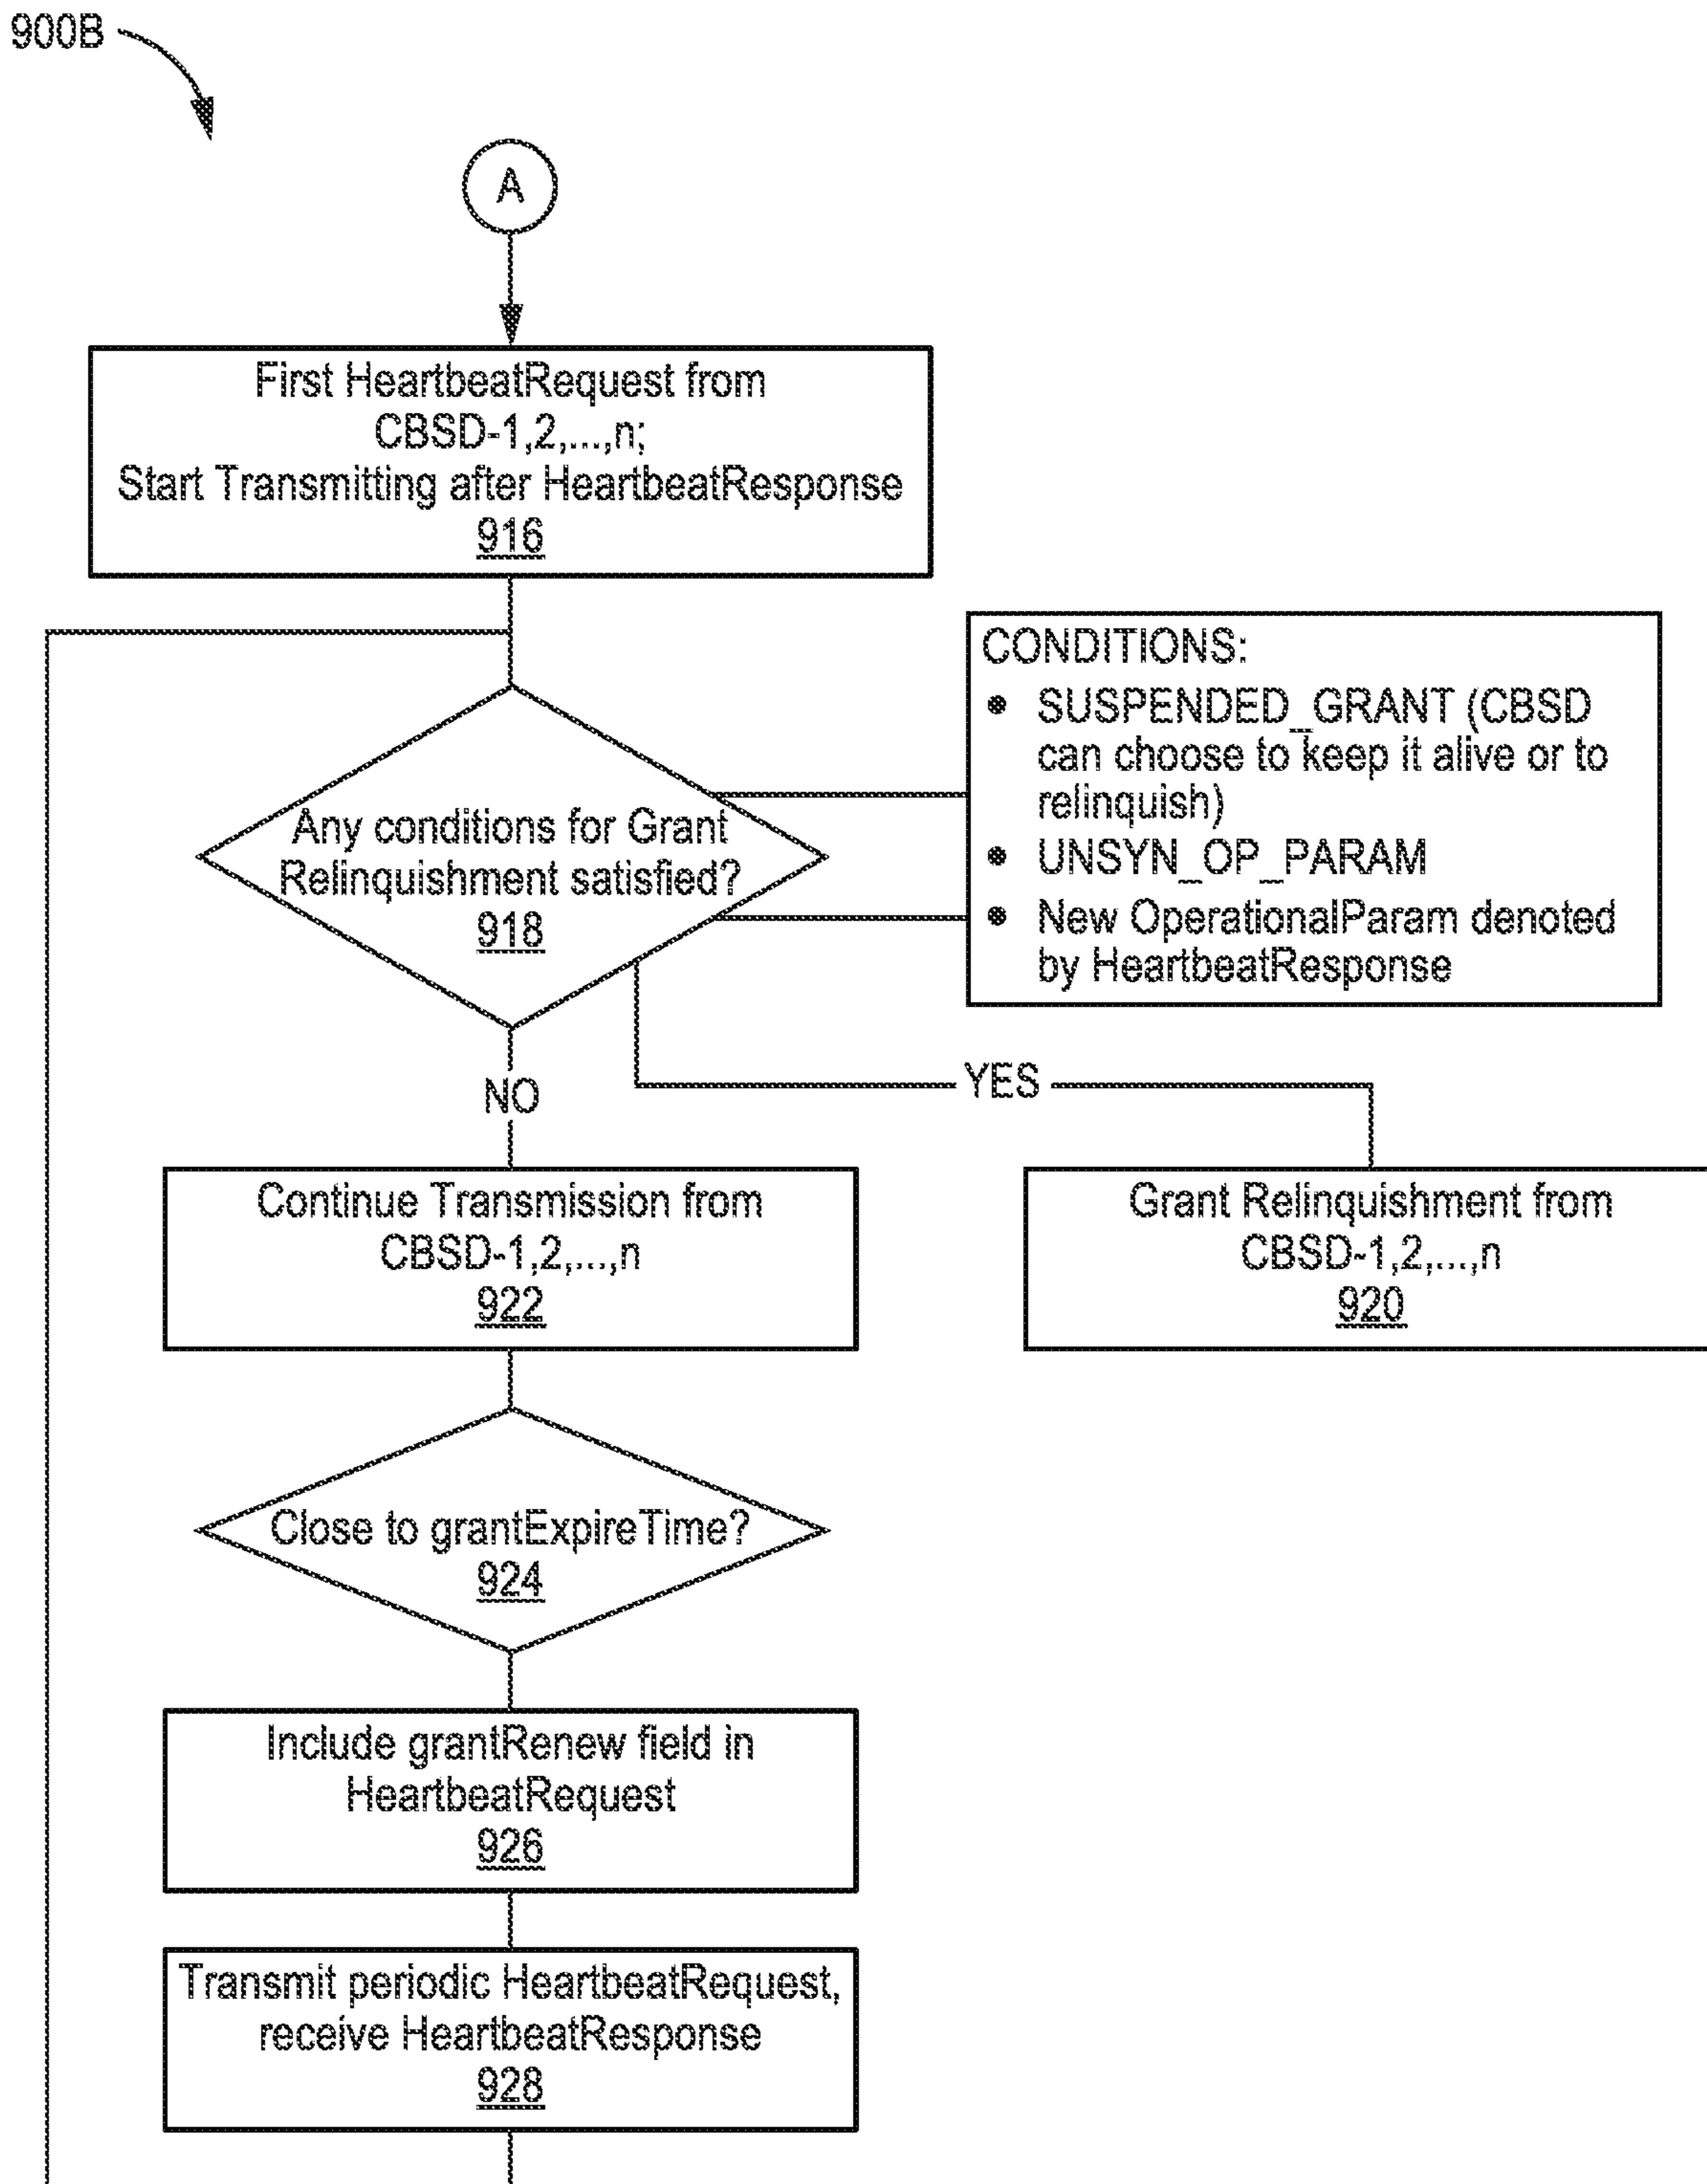 900B
A
First HeartbeatRequest from
CBSD-1,2,...,n;
Start Transmitting after HeartbeatResponse
916
CONDITIONS:
• SUSPENDED_GRANT (CBSD
can choose to keep it alive or to
relinquish)
• UNSYN_OP_PARAM
• New OperationalParam denoted
by HeartbeatResponse
Any conditions for Grant
Relinquishment satisfied?
918
YES
NO
Continue Transmission from
CBSD-1,2,...,n
922
Grant Relinquishment from
CBSD-1,2,...,n
920
Close to grantExpireTime?
924
Include grantRenew field in
HeartbeatRequest
926
Transmit periodic HeartbeatRequest,
receive HeartbeatResponse
928